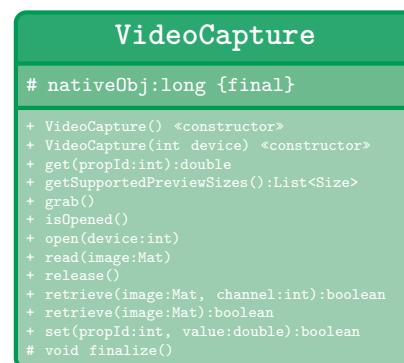 VideoCapture
# nativeObj:long {final}
+ VideoCapture() «constructor»
+ VideoCapture(int device) «constructor»
+ get(propId:int):double
+ getSupportedPreviewSizes():List<Size>
+ grab()
+ isOpened()
+ open(device:int)
+ read(image:Mat)
+ release()
+ retrieve(image:Mat, channel:int):boolean
+ retrieve(image:Mat):boolean
+ set(propId:int, value:double):boolean
# void finalize()